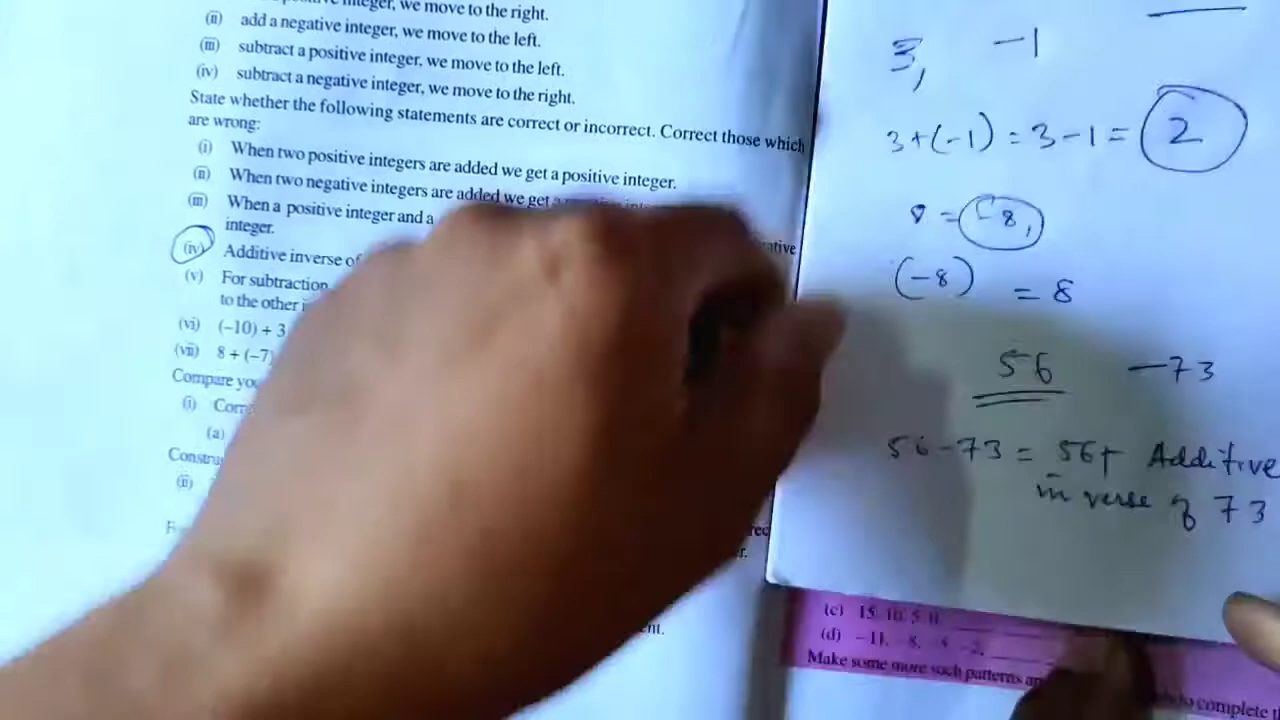 integer, we move to the right.
(ii) add a negative integer, we move to the left.
(iii) subtract a positive integer, we move to the left.
(iv) subtract a negative integer, we move to the right.
State whether the following statements are correct or incorrect. Correct those which
are wrong:
(i) When two positive integers are added we get a positive integer.
(ii) When two negative integers are added we get a
(iii) When a positive integer and a
integer.
(iv) Additive inverse of
(v) For subtraction
to the other
(vi) (-10) + 3
(vii) 8 + (-7)
Compare
(i)
(a)
(ii)
3, -1
3+(-1) = 3-1 = 2
8 = -8,
(-8) = 8
56 -73
56-73 = 56+ Additive
inverse of 73
(c) 15, 10, 5, 0,
(d) -11, -8, -5, -2,
Make some more such patterns
to complete